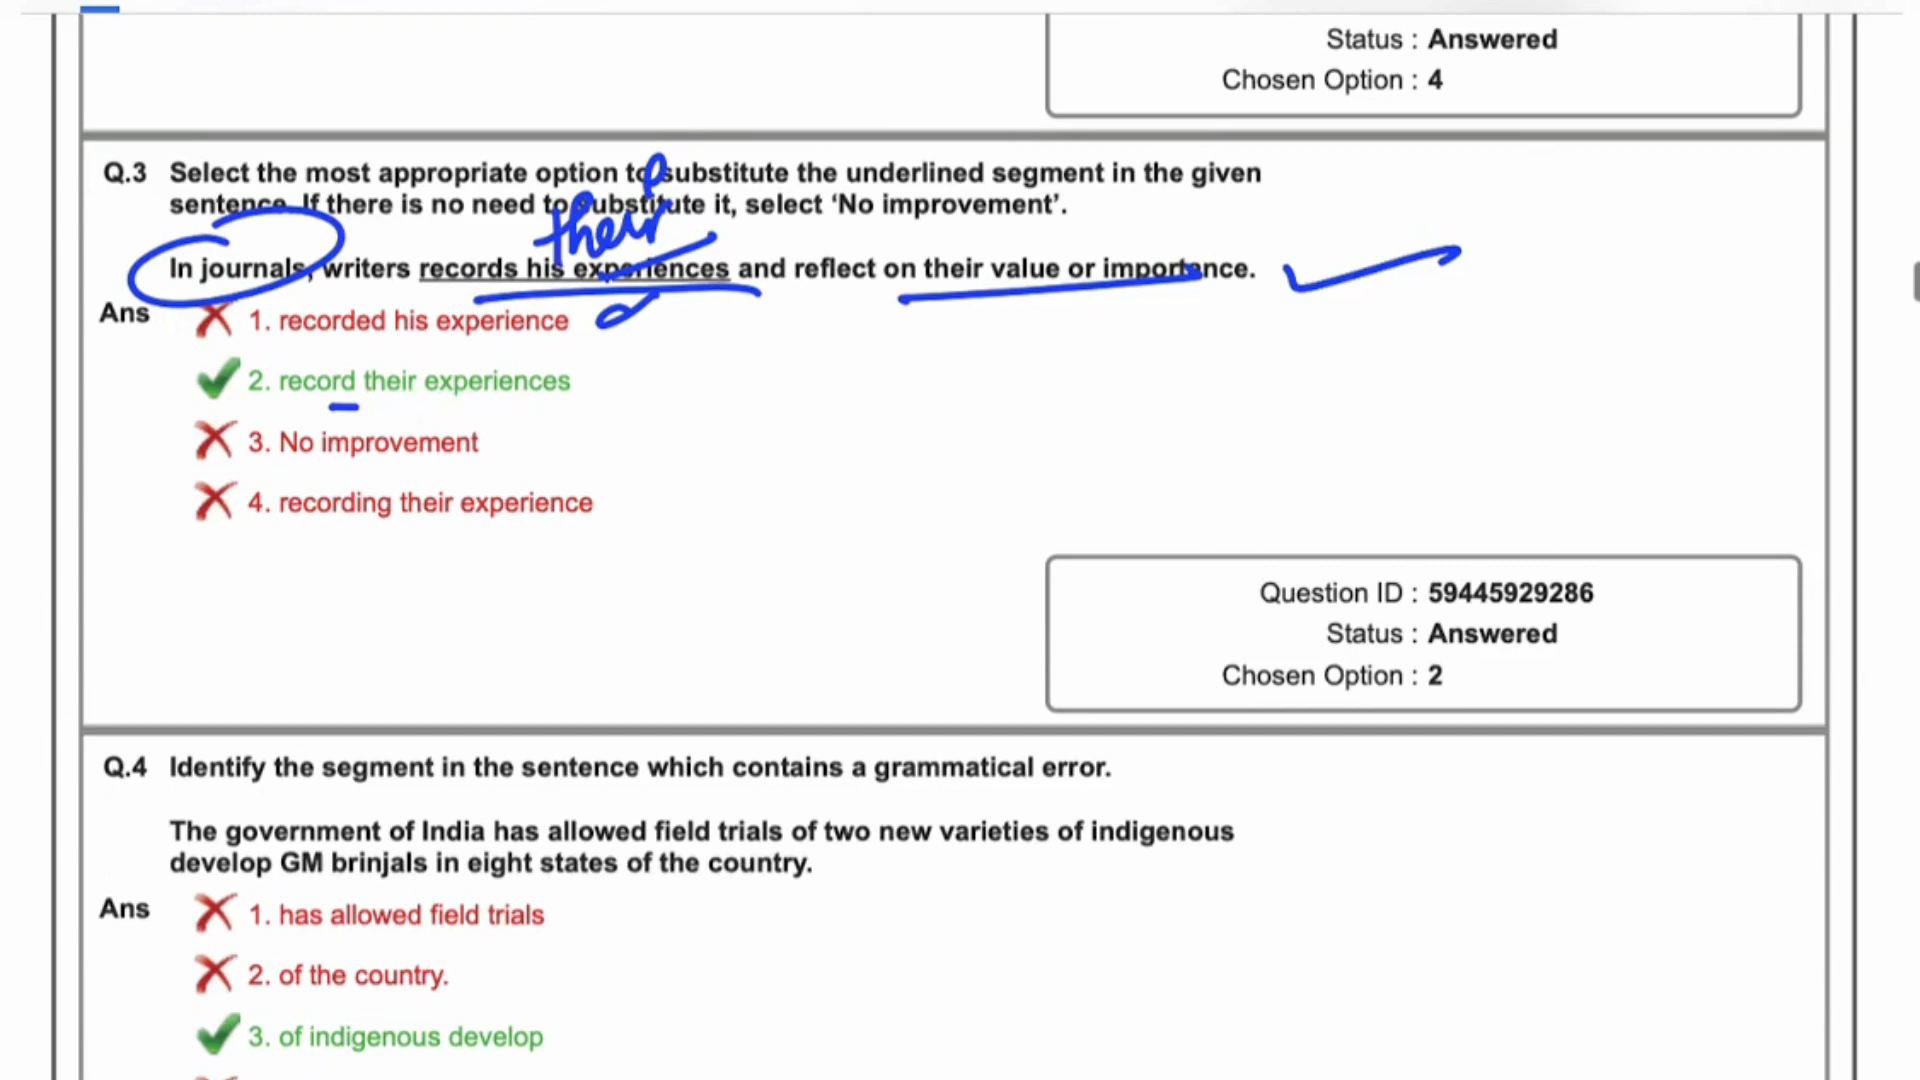 Status : Answered
Chosen Option : 4
Q.3 Select the most appropriate option to substitute the underlined segment in the given
sentence. If there is no need to substitute it, select ‘No improvement’.
their
In journals, writers records his experiences and reflect on their value or importance.
Ans
1. recorded his experience
2. record their experiences
3. No improvement
4. recording their experience
Question ID : 59445929286
Status : Answered
Chosen Option : 2
Q.4 Identify the segment in the sentence which contains a grammatical error.
The government of India has allowed field trials of two new varieties of indigenous
develop GM brinjals in eight states of the country.
Ans
1. has allowed field trials
2. of the country.
3. of indigenous develop